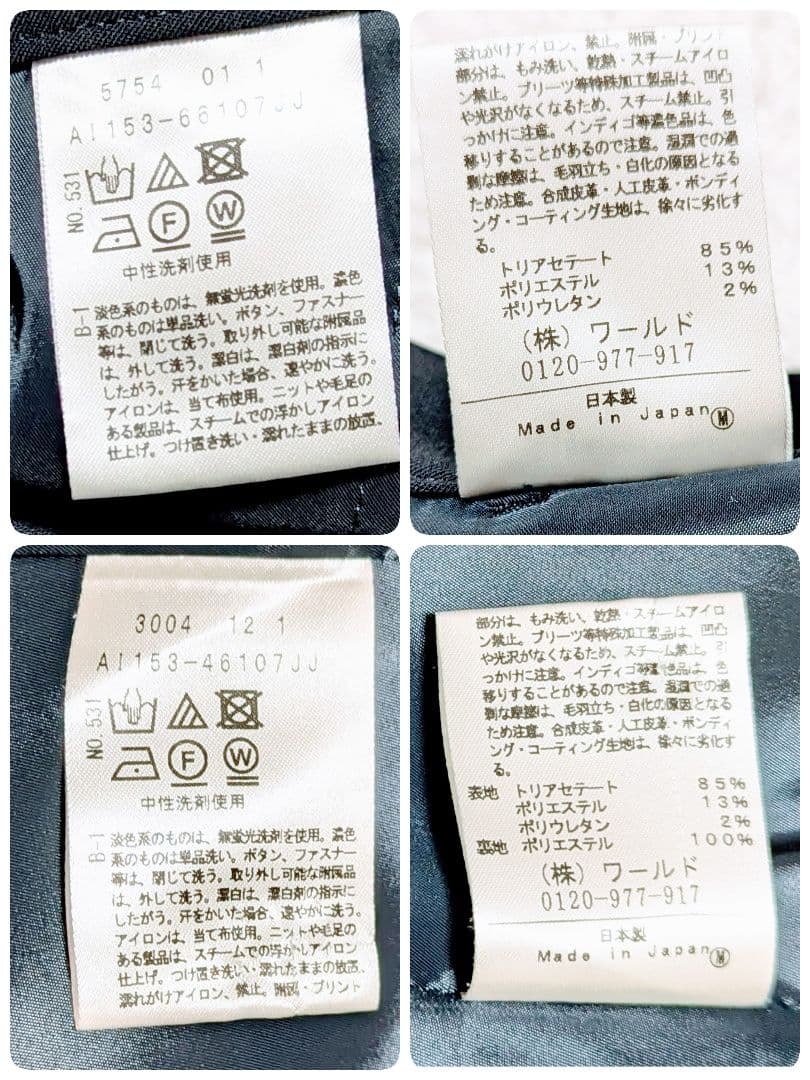 5754 01 1
AI153-66107JJ
NO.531
F
W
中性洗剤使用
B-1
淡色系のものは、無蛍光洗剤を使用。濃色
系のものは単品洗い。ボタン、ファスナー
等は、閉じて洗う。取り外し可能な附属品
は、外して洗う。漂白は、漂白剤の指示に
したがう。汗をかいた場合、速やかに洗う。
アイロンは、当て布使用。ニットや毛足の
ある製品は、スチームでの浮かしアイロン
仕上げ。つけ置き洗い・濡れたままの放置、
濡れがけアイロン、禁止。附属・プリント
部分は、もみ洗い、乾熱・スチームアイロ
ン禁止。プリーツ等特殊加工製品は、凹凸
や光沢がなくなるため、スチーム禁止。引
っかけに注意。インディゴ等濃色品は、色
移りすることがあるので注意。湿潤での過
剰な摩擦は、毛羽立ち・白化の原因となる
ため注意。合成皮革・人工皮革・ボンディ
ング・コーティング生地は、徐々に劣化す
る。
トリアセテート 85%
ポリエステル 13%
ポリウレタン 2%
(株) ワールド
0120-977-917
日本製
Made in Japan M
3004 12 1
AI153-46107JJ
NO.531
F
W
中性洗剤使用
B-1
淡色系のものは、無蛍光洗剤を使用。濃色
系のものは単品洗い。ボタン、ファスナー
等は、閉じて洗う。取り外し可能な附属品
は、外して洗う。漂白は、漂白剤の指示に
したがう。汗をかいた場合、速やかに洗う。
アイロンは、当て布使用。ニットや毛足の
ある製品は、スチームでの浮かしアイロン
仕上げ。つけ置き洗い・濡れたままの放置、
濡れがけアイロン、禁止。附属・プリント
部分は、もみ洗い、乾熱・スチームアイロ
ン禁止。プリーツ等特殊加工製品は、凹凸
や光沢がなくなるため、スチーム禁止。引
っかけに注意。インディゴ等濃色品は、色
移りすることがあるので注意。湿潤での過
剰な摩擦は、毛羽立ち・白化の原因となる
ため注意。合成皮革・人工皮革・ボンディ
ング・コーティング生地は、徐々に劣化す
る。
表地 トリアセテート 85%
ポリエステル 13%
ポリウレタン 2%
裏地 ポリエステル 100%
(株) ワールド
0120-977-917
日本製
Made in Japan M